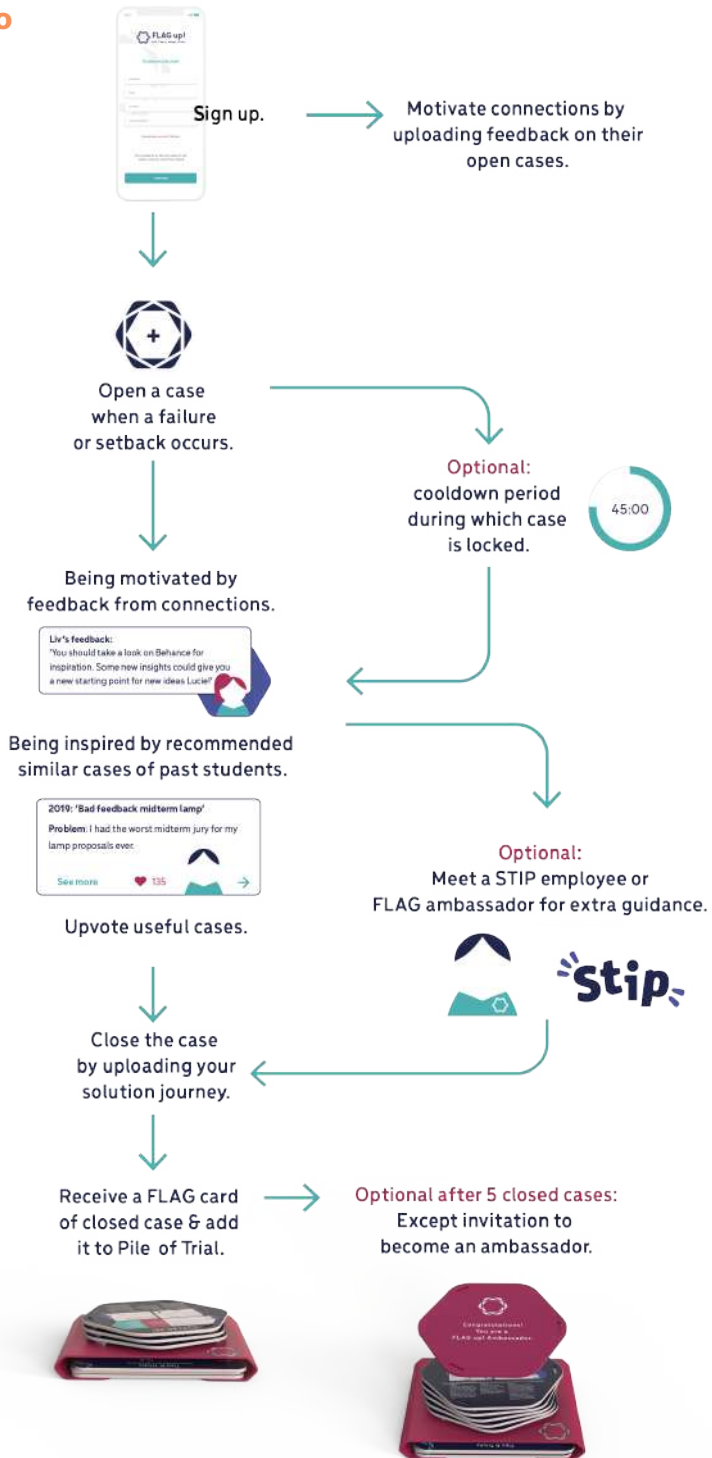 o
FLAG up!
Sign up.
Motivate connections by
uploading feedback on their
open cases.
Open a case
when a failure
or setback occurs.
Optional:
cooldown period
during which case
is locked.
45:00
Being motivated by
feedback from connections.
Liv's feedback:
"You should take a look on Behance for
inspiration. Some new insights could give you
a new starting point for new ideas Lucie!"
Being inspired by recommended
similar cases of past students.
2019: 'Bad feedback midterm lamp'
Problem: I had the worst midterm jury for my
lamp proposals ever.
See more
135
Upvote useful cases.
Optional:
Meet a STIP employee or
FLAG ambassador for extra guidance.
Stip
Close the case
by uploading your
solution journey.
Receive a FLAG card
of closed case & add
it to Pile of Trial.
Optional after 5 closed cases:
Except invitation to
become an ambassador.
Congratulations!
You are a
FLAG up! Ambassador